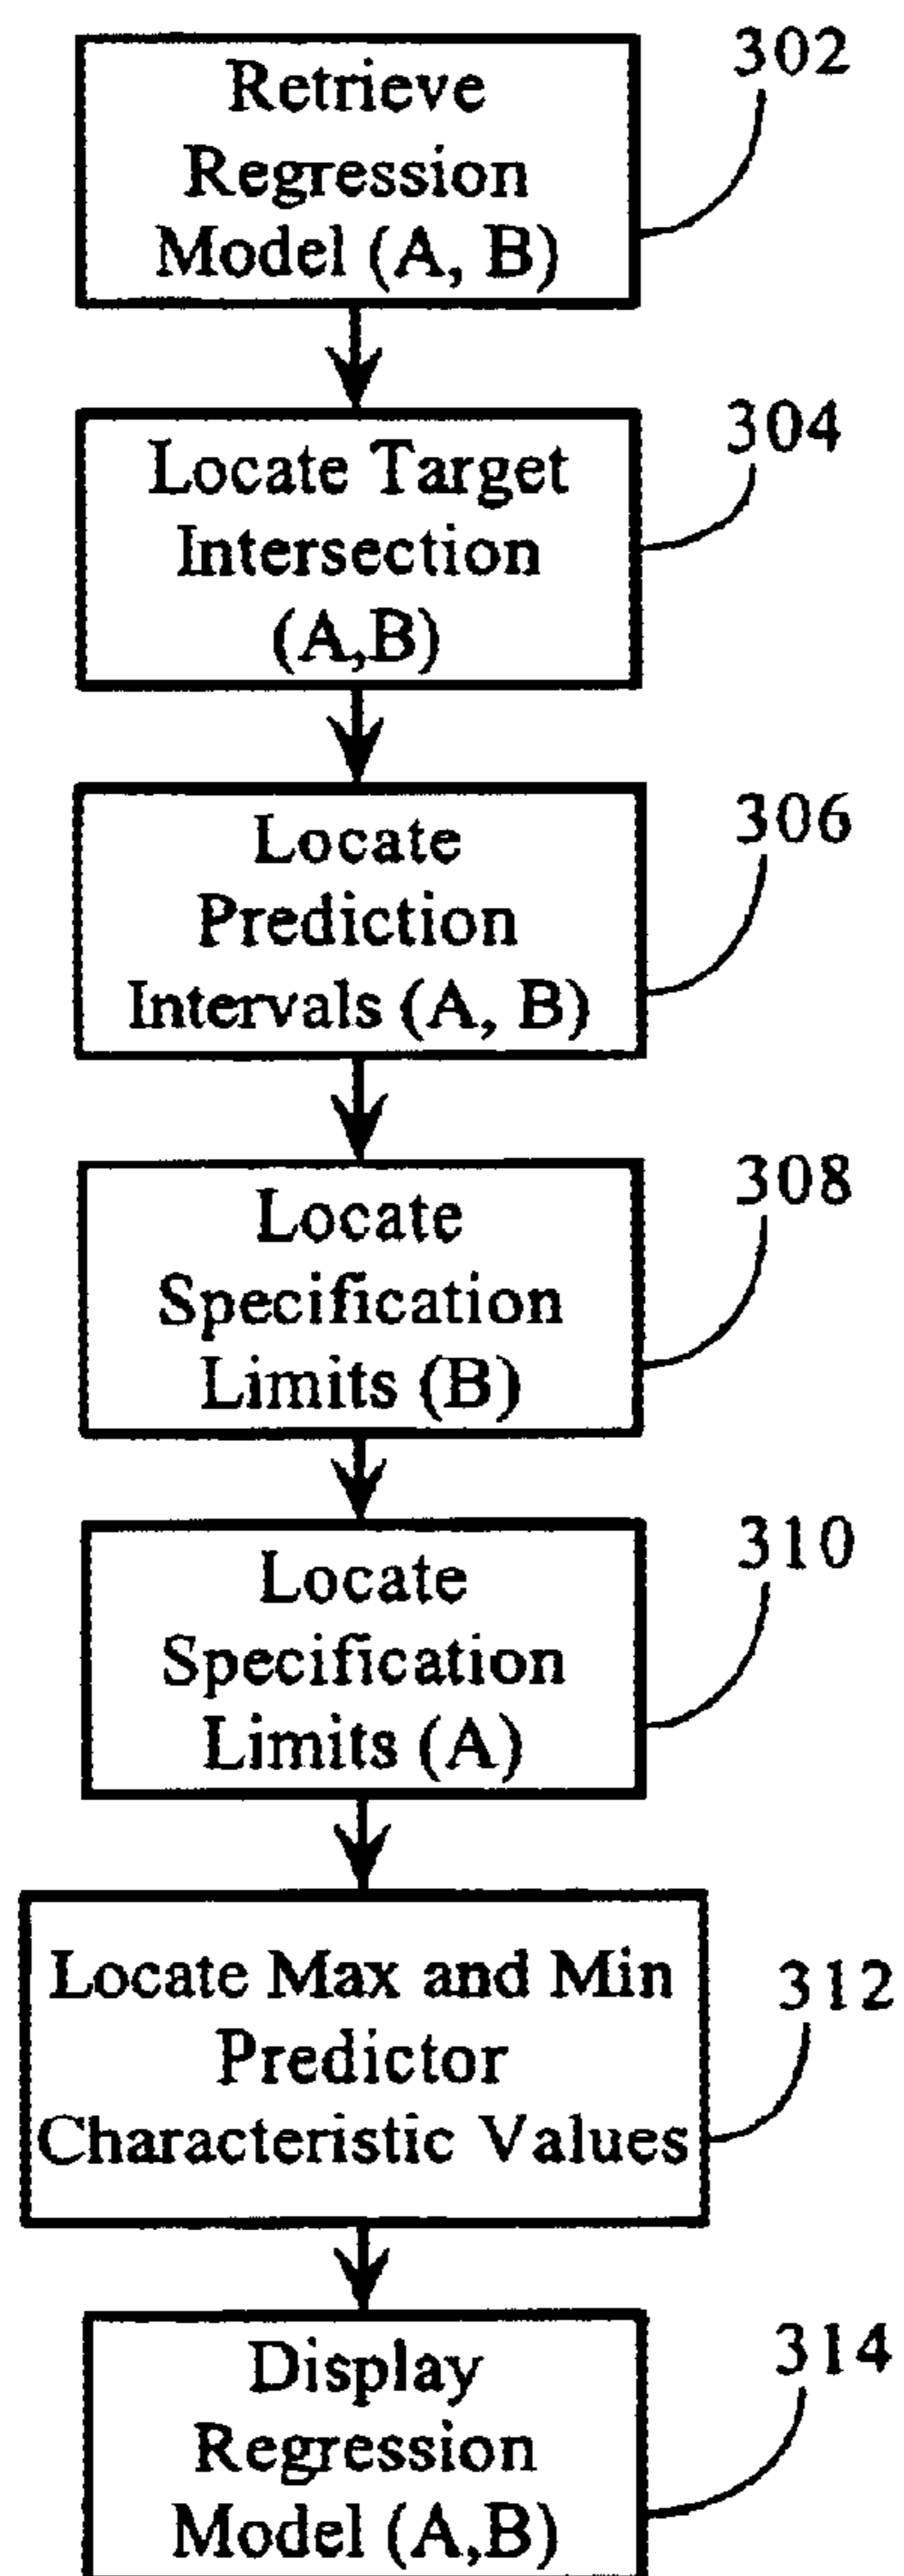 302
Retrieve
Regression
Model (A, B)
304
Locate Target
Intersection
(A,B)
306
Locate
Prediction
Intervals (A, B)
308
Locate
Specification
Limits (B)
310
Locate
Specification
Limits (A)
312
Locate Max and Min
Predictor
Characteristic Values
314
Display
Regression
Model (A,B)